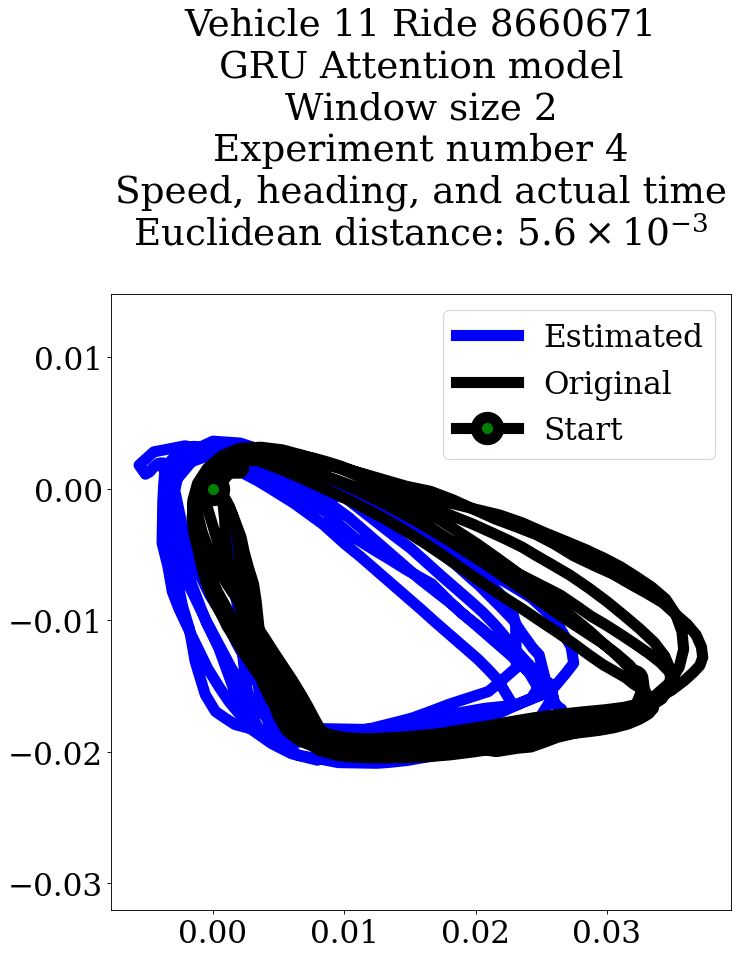 Vehicle 11 Ride 8660671
GRU Attention model
Window size 2
Experiment number 4
Speed, heading, and actual time
Euclidean distance: 5.6 × 10⁻³
Estimated
Original
Start
0.01
0.00
−0.01
−0.02
−0.03
0.00 0.01 0.02 0.03